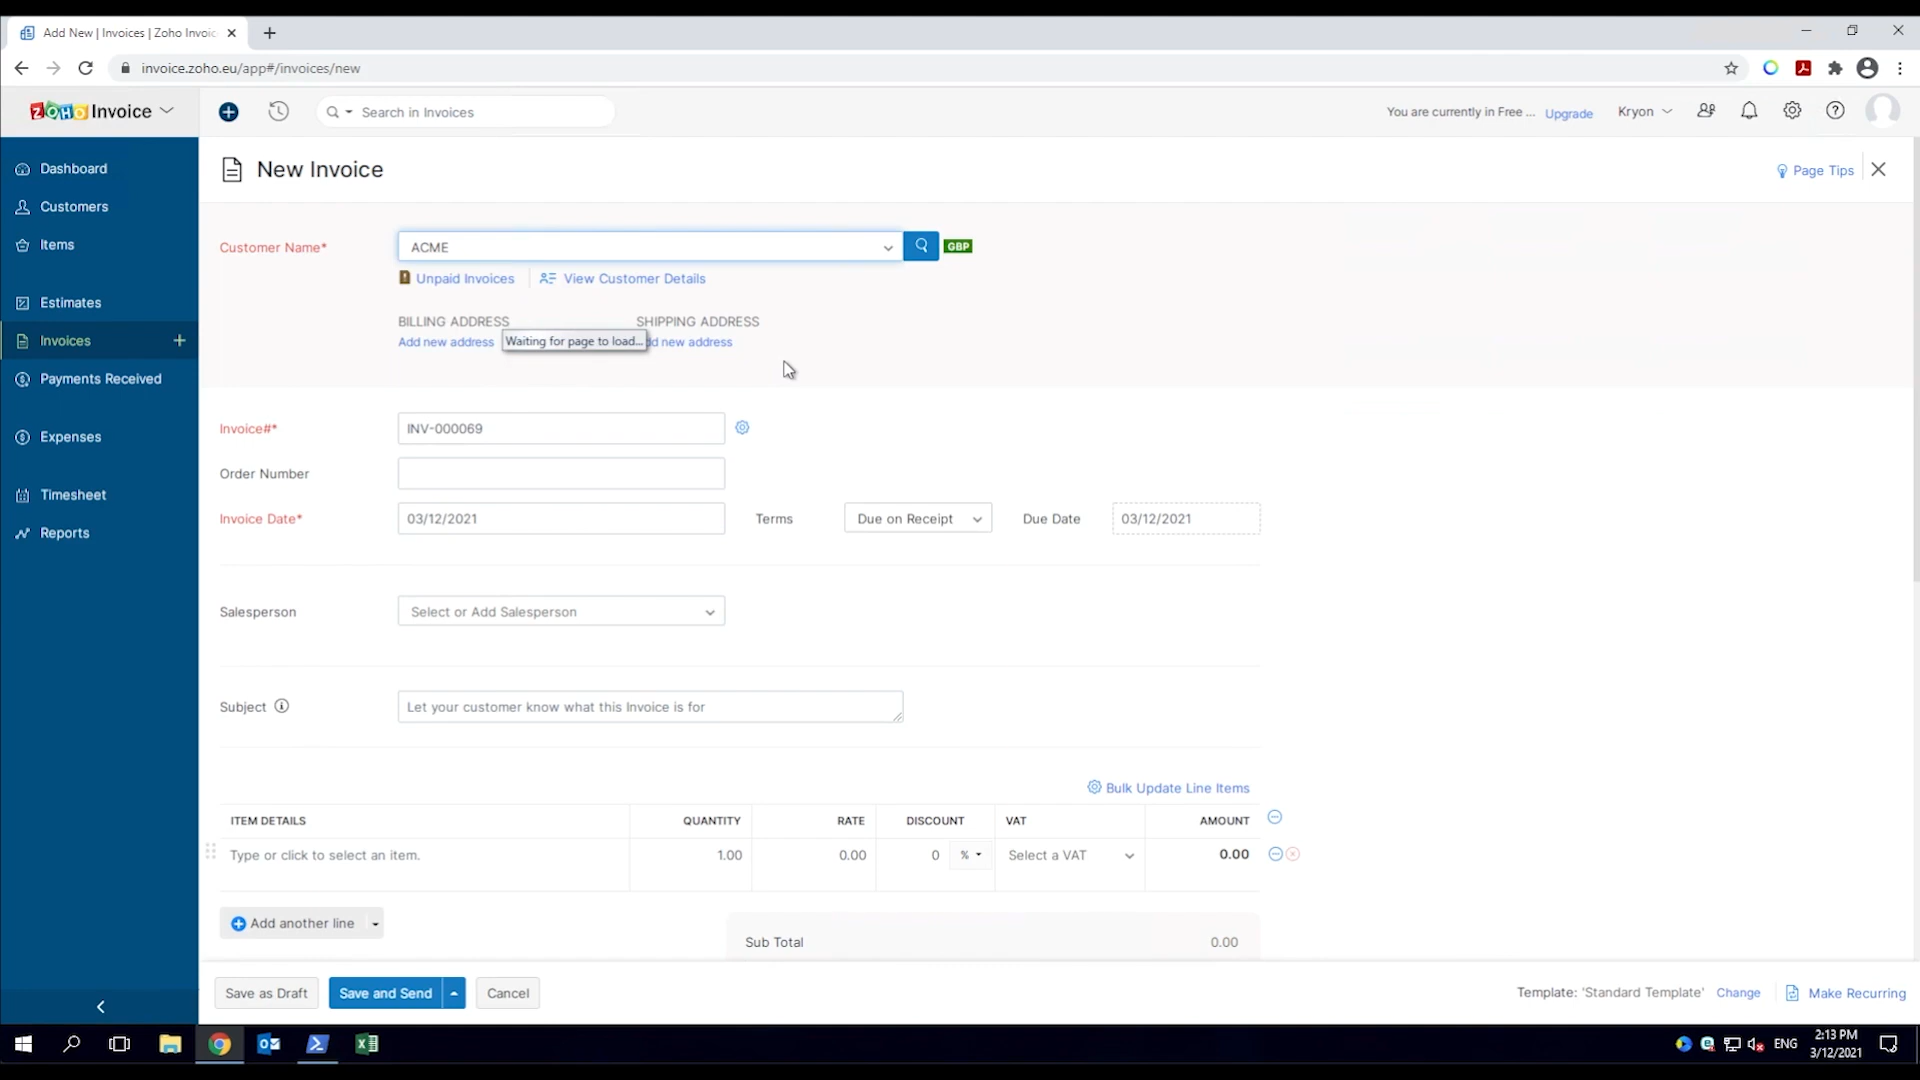 Add New | Invoices | Zoho Invoic
invoice.zoho.eu/app#/invoices/new
ZOHO Invoice
Search in Invoices
You are currently in Free ... Upgrade
Kryon
Dashboard
Customers
Items
Estimates
Invoices
Payments Received
Expenses
Timesheet
Reports
New Invoice
Page Tips
Customer Name* ACME GBP
Unpaid Invoices View Customer Details
BILLING ADDRESS SHIPPING ADDRESS
Add new address Waiting for page to load... dd new address
Invoice#* INV-000069
Order Number
Invoice Date* 03/12/2021 Terms Due on Receipt Due Date 03/12/2021
Salesperson Select or Add Salesperson
Subject Let your customer know what this Invoice is for
Bulk Update Line Items
ITEM DETAILS QUANTITY RATE DISCOUNT VAT AMOUNT
Type or click to select an item. 1.00 0.00 0 % Select a VAT 0.00
Add another line
Sub Total 0.00
Save as Draft Save and Send Cancel
Template: 'Standard Template' Change Make Recurring
ENG
2:13 PM
3/12/2021